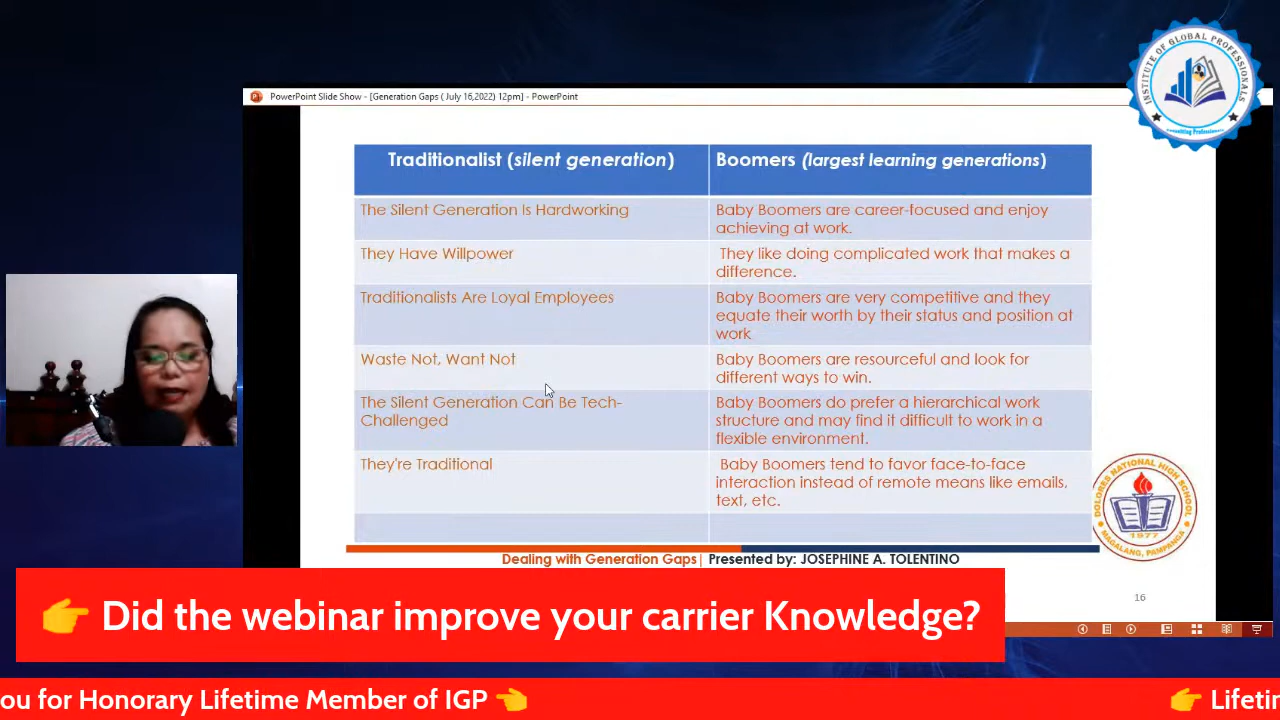 INSTITUTE OF GLOBAL PROFESSIONALS
Consulting Professionals
PowerPoint Slide Show - [Generation Gaps ( July 16,2022) 12pm] - PowerPoint
Traditionalist (silent generation)
Boomers (largest learning generations)
The Silent Generation Is Hardworking
Baby Boomers are career-focused and enjoy
achieving at work.
They Have Willpower
They like doing complicated work that makes a
difference.
Traditionalists Are Loyal Employees
Baby Boomers are very competitive and they
equate their worth by their status and position at
work
Waste Not, Want Not
Baby Boomers are resourceful and look for
different ways to win.
The Silent Generation Can Be Tech-
Challenged
Baby Boomers do prefer a hierarchical work
structure and may find it difficult to work in a
flexible environment.
They're Traditional
Baby Boomers tend to favor face-to-face
interaction instead of remote means like emails,
text, etc.
DOLORES NATIONAL HIGH SCHOOL
1977
MAGALANG, PAMPANGA
Dealing with Generation Gaps| Presented by: JOSEPHINE A. TOLENTINO
16
👉 Did the webinar improve your carrier Knowledge?
ou for Honorary Lifetime Member of IGP 👈
👉 Lifetin